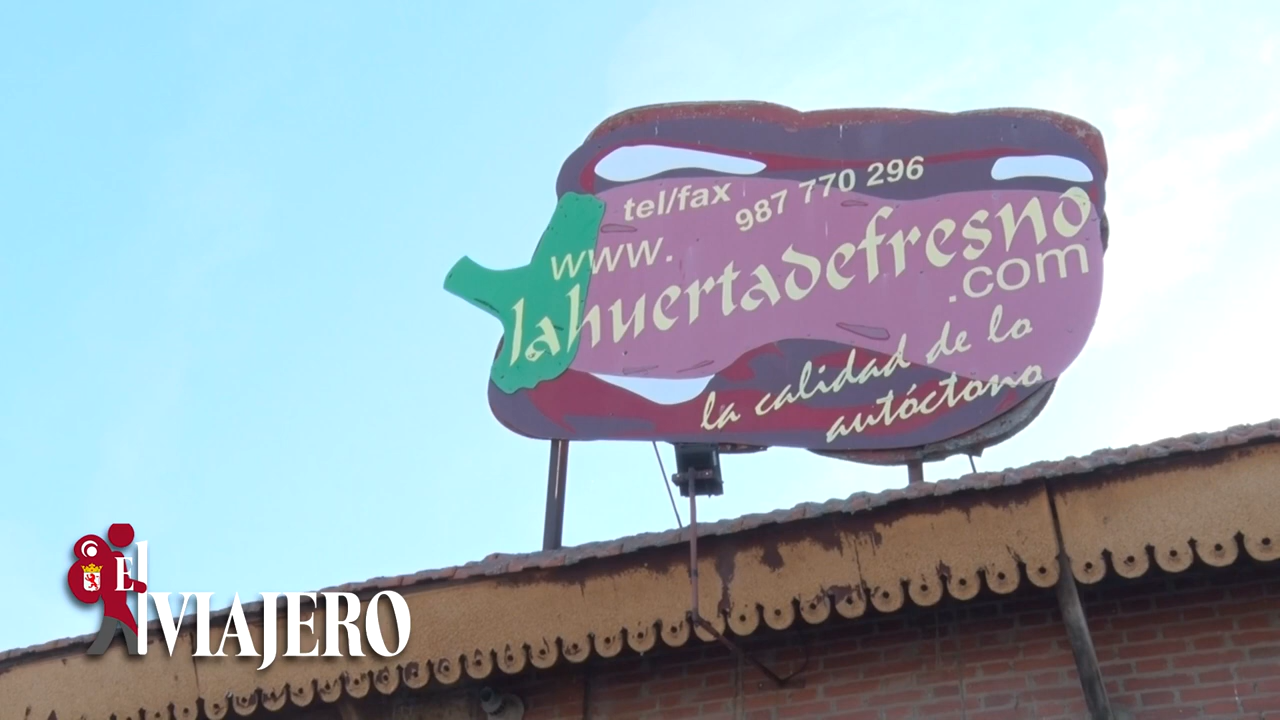 tel/fax 987 770 296
www.
lahuertadefresno
.com
la calidad de lo
autóctono
El
VIAJERO